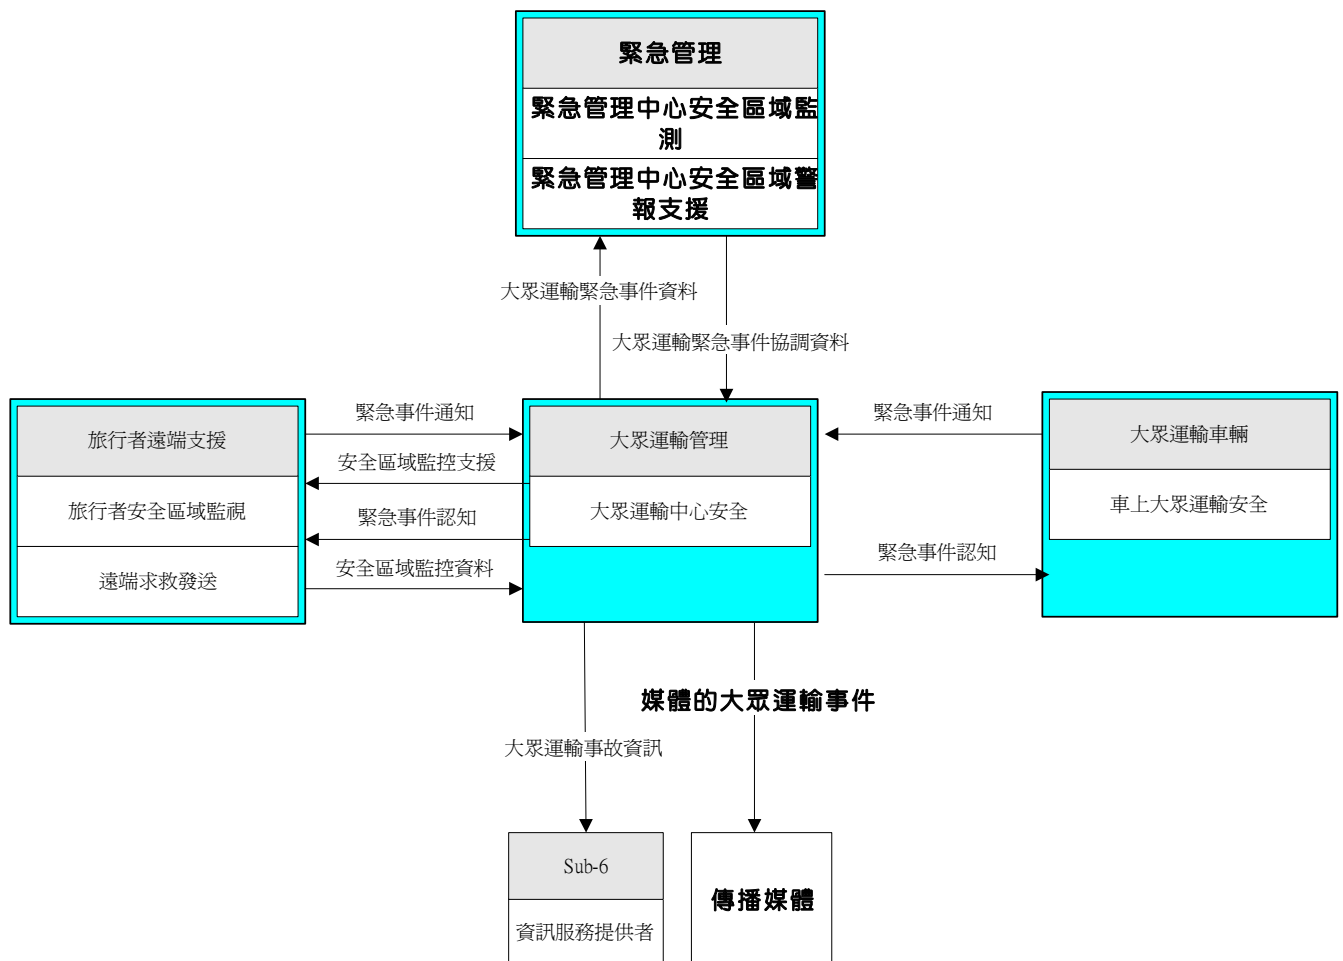 緊急管理
緊急管理中心安全區域監
測
緊急管理中心安全區域警
報支援
大眾運輸緊急事件資料
大眾運輸緊急事件協調資料
旅行者遠端支援
旅行者安全區域監視
遠端求救發送
緊急事件通知
安全區域監控支援
緊急事件認知
安全區域監控資料
大眾運輸管理
大眾運輸中心安全
緊急事件通知
緊急事件認知
大眾運輸車輛
車上大眾運輸安全
媒體的大眾運輸事件
大眾運輸事故資訊
Sub-6
資訊服務提供者
傳播媒體